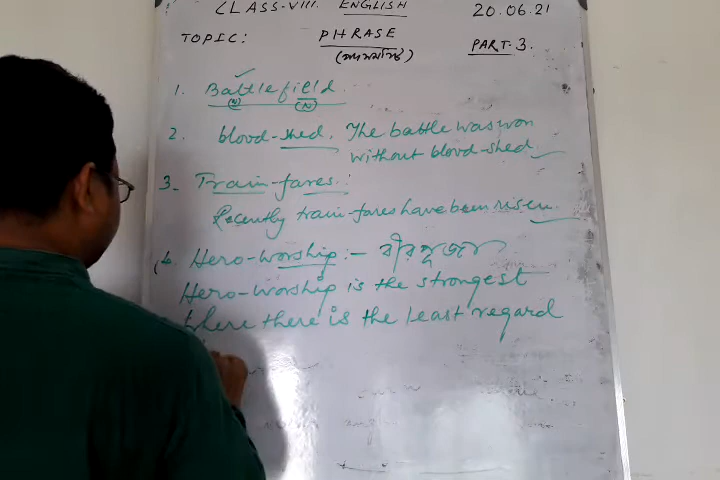 CLASS-VIII. ENGLISH 20.06.21
TOPIC: PHRASE PART. 3.
1. Battlefield.
(N) (N)
2. blood-shed. The battle was won
without blood-shed
3. Train-fares.:
Recently train-fares have been risen.
4. Hero-worship :- বীরপূজা
Hero-Worship is the strongest
Where there is the least regard